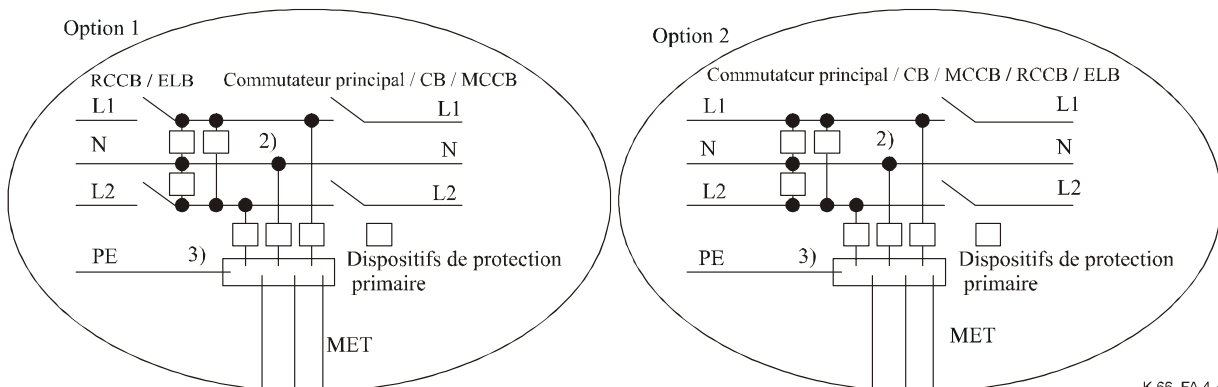 Option 1
RCCB / ELB
Commutateur principal / CB / MCCB
L1
L1
2)
N
N
L2
L2
3)
PE
Dispositifs de protection
primaire
MET
Option 2
Commutateur principal / CB / MCCB / RCCB / ELB
L1
L1
2)
N
N
L2
L2
3)
PE
Dispositifs de protection
primaire
MET